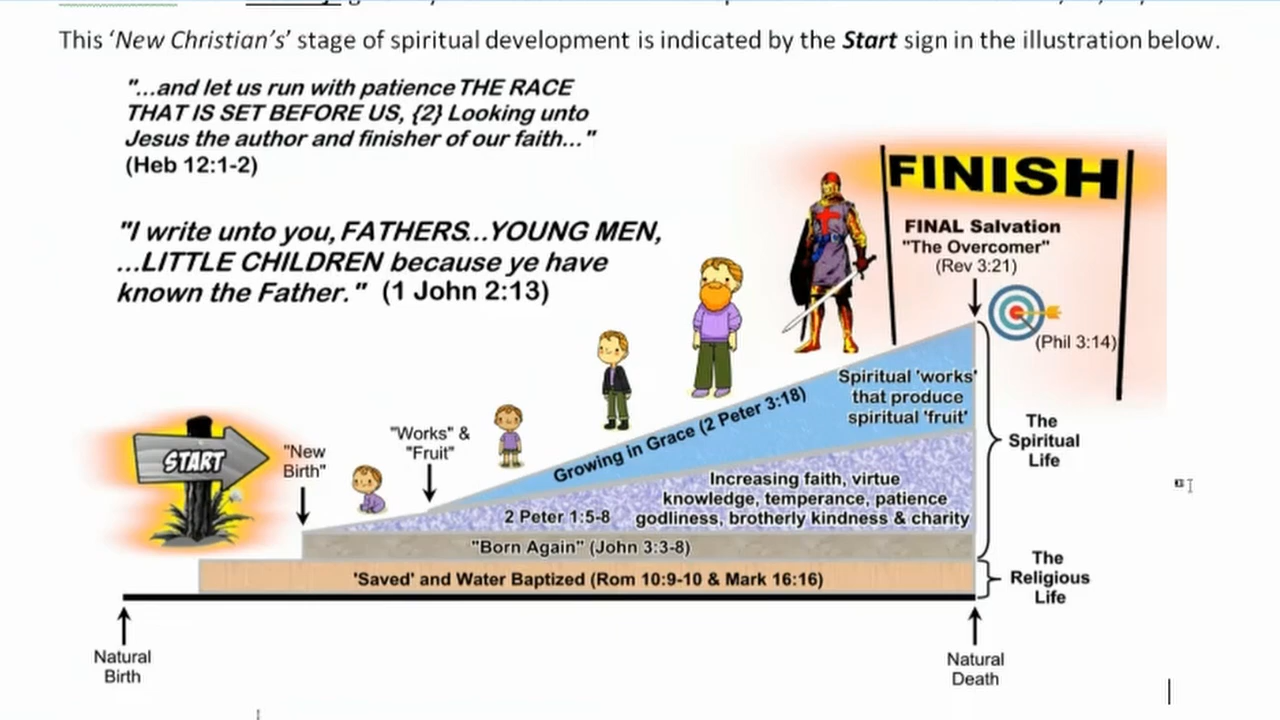 This ‘New Christian’s’ stage of spiritual development is indicated by the Start sign in the illustration below.
"...and let us run with patience THE RACE
THAT IS SET BEFORE US, {2} Looking unto
Jesus the author and finisher of our faith..."
(Heb 12:1-2)
"I write unto you, FATHERS...YOUNG MEN,
...LITTLE CHILDREN because ye have
known the Father." (1 John 2:13)
FINISH
FINAL Salvation
"The Overcomer"
(Rev 3:21)
(Phil 3:14)
START
"New
Birth"
"Works" &
"Fruit"
Growing in Grace (2 Peter 3:18)
Spiritual 'works'
that produce
spiritual 'fruit'
2 Peter 1:5-8
Increasing faith, virtue
knowledge, temperance, patience
godliness, brotherly kindness & charity
"Born Again" (John 3:3-8)
'Saved' and Water Baptized (Rom 10:9-10 & Mark 16:16)
The
Spiritual
Life
The
Religious
Life
Natural
Birth
Natural
Death